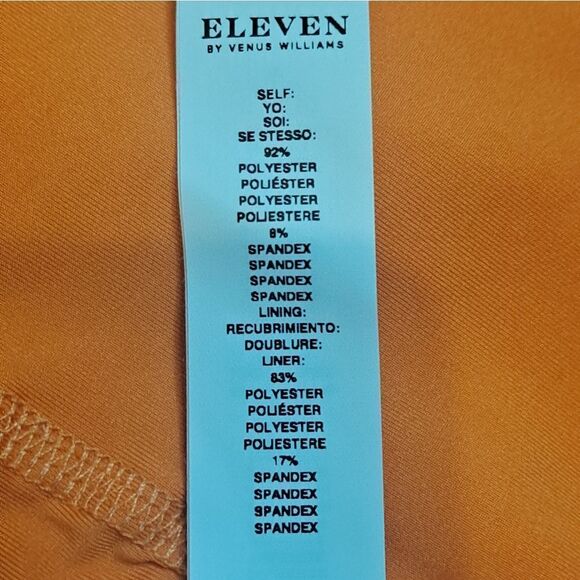 ELEVEN
BY VENUS WILLIAMS
SELF:
YO:
SOI:
SE STESSO:
92%
POLYESTER
POLIÉSTER
POLYESTER
POLIESTERE
8%
SPANDEX
SPANDEX
SPANDEX
SPANDEX
LINING:
RECUBRIMIENTO:
DOUBLURE:
LINER:
83%
POLYESTER
POLIÉSTER
POLYESTER
POLIESTERE
17%
SPANDEX
SPANDEX
SPANDEX
SPANDEX